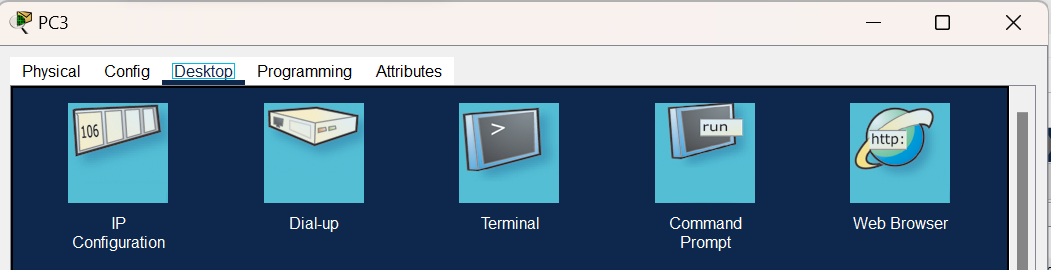 PC3
Physical Config Desktop Programming Attributes
106
>
run
http:
IP
Configuration
Dial-up
Terminal
Command
Prompt
Web Browser